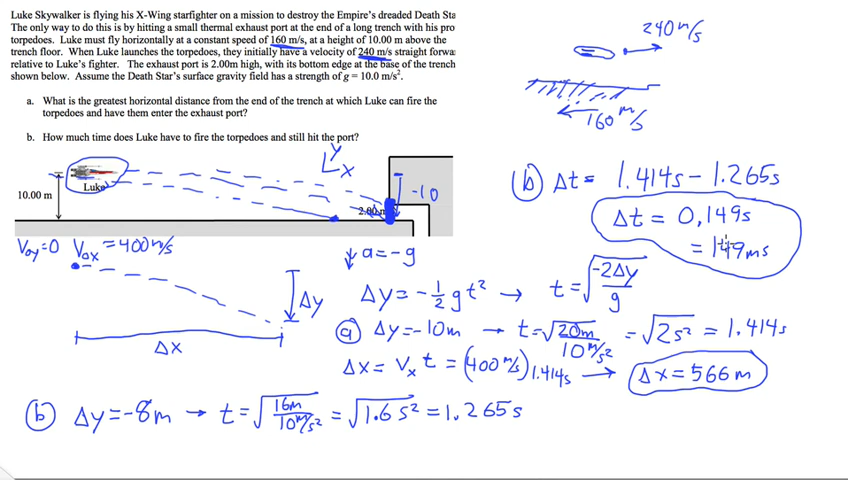 Luke Skywalker is flying his X-Wing starfighter on a mission to destroy the Empire's dreaded Death Sta
The only way to do this is by hitting a small thermal exhaust port at the end of a long trench with his pro
torpedoes. Luke must fly horizontally at a constant speed of 160 m/s, at a height of 10.00 m above the
trench floor. When Luke launches the torpedoes, they initially have a velocity of 240 m/s straight forwa
relative to Luke's fighter. The exhaust port is 2.00m high, with its bottom edge at the base of the trench
shown below. Assume the Death Star's surface gravity field has a strength of g = 10.0 m/s².
a. What is the greatest horizontal distance from the end of the trench at which Luke can fire the
torpedoes and have them enter the exhaust port?
b. How much time does Luke have to fire the torpedoes and still hit the port?
240 m/s
160 m/s
y
x
Luke
10.00 m
2.00 m
-10
V₀y=0 V₀x=400 m/s
↓a=-g
Δy
Δx
Δy=-½gt² → t=√(-2Δy/g)
(a) Δy=-10m → t=√(20m/10 m/s²) =√2s² = 1.414s
Δx= Vx t = (400 m/s)1.414s → Δx=566m
(b) Δy=-8m → t=√(16m/10 m/s²) =√1.6s² =1.265s
(b) Δt= 1.414s-1.265s
Δt= 0.149s
=149ms